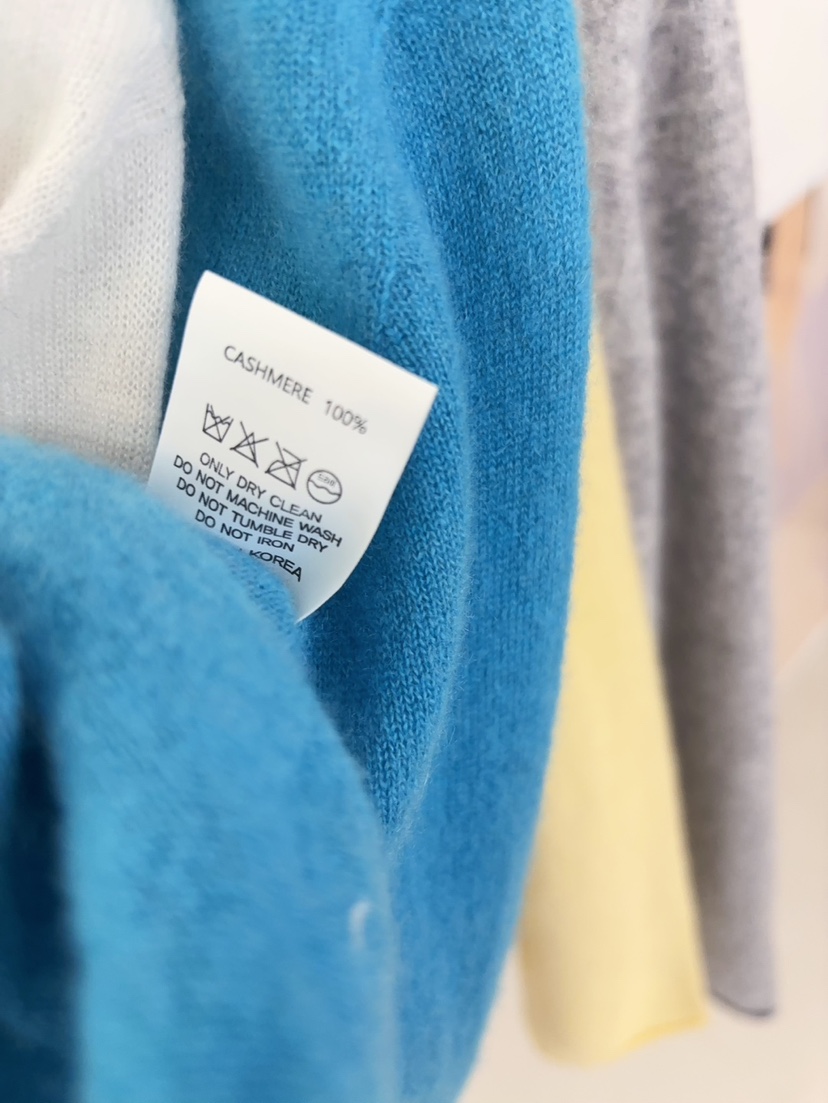 CASHMERE 100%
ONLY DRY CLEAN
DO NOT MACHINE WASH
DO NOT TUMBLE DRY
DO NOT IRON
KOREA